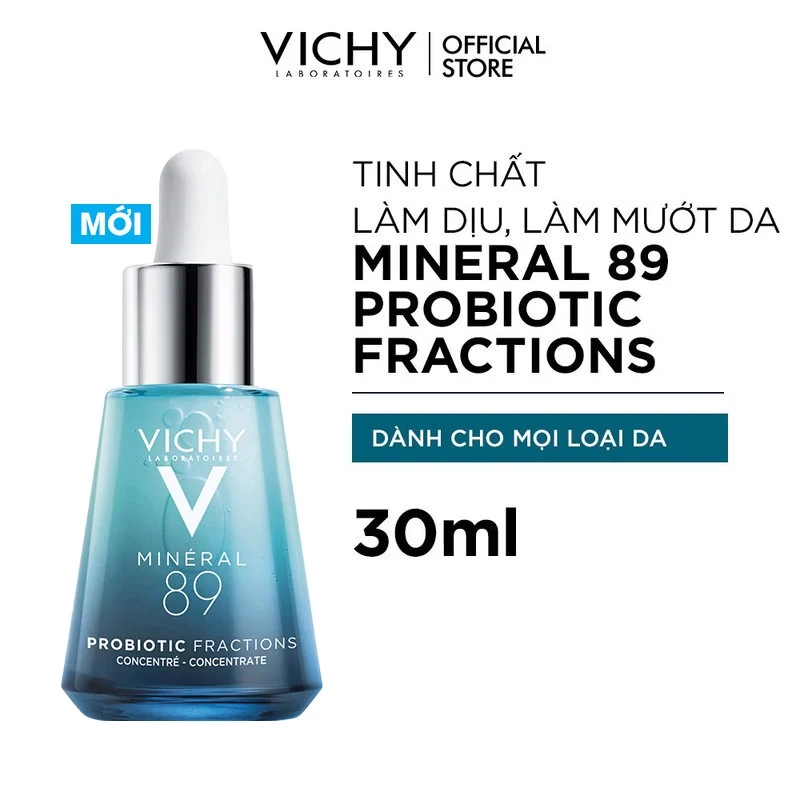 VICHY
LABORATOIRES
OFFICIAL
STORE
TINH CHẤT
LÀM DỊU, LÀM MƯỚT DA
MINERAL 89
PROBIOTIC
FRACTIONS
DÀNH CHO MỌI LOẠI DA
30ml
MỚI
VICHY
LABORATOIRES
V
MINÉRAL
89
PROBIOTIC FRACTIONS
CONCENTRÉ - CONCENTRATE